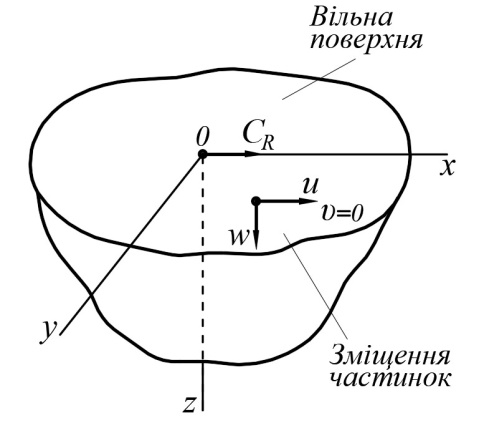 Вільна
поверхня
0
C_R
x
u
υ=0
w
y
Зміщення
частинок
z